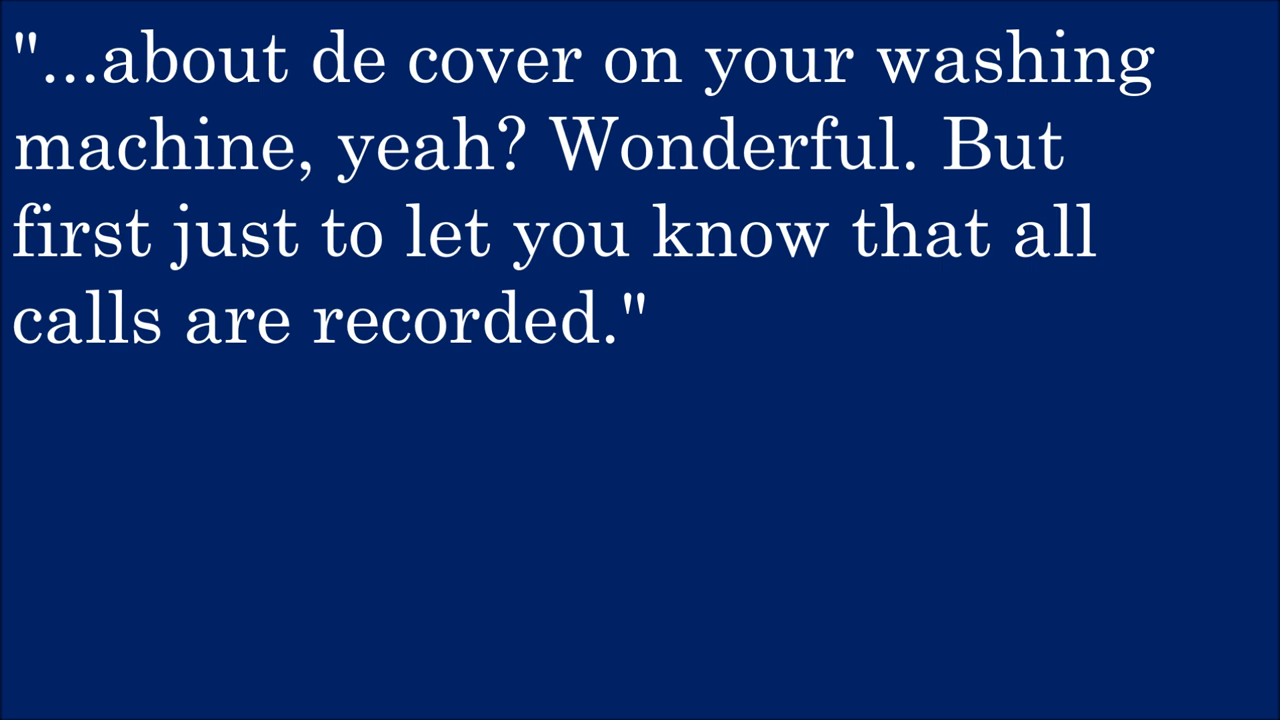 "...about de cover on your washing
machine, yeah? Wonderful. But
first just to let you know that all
calls are recorded."